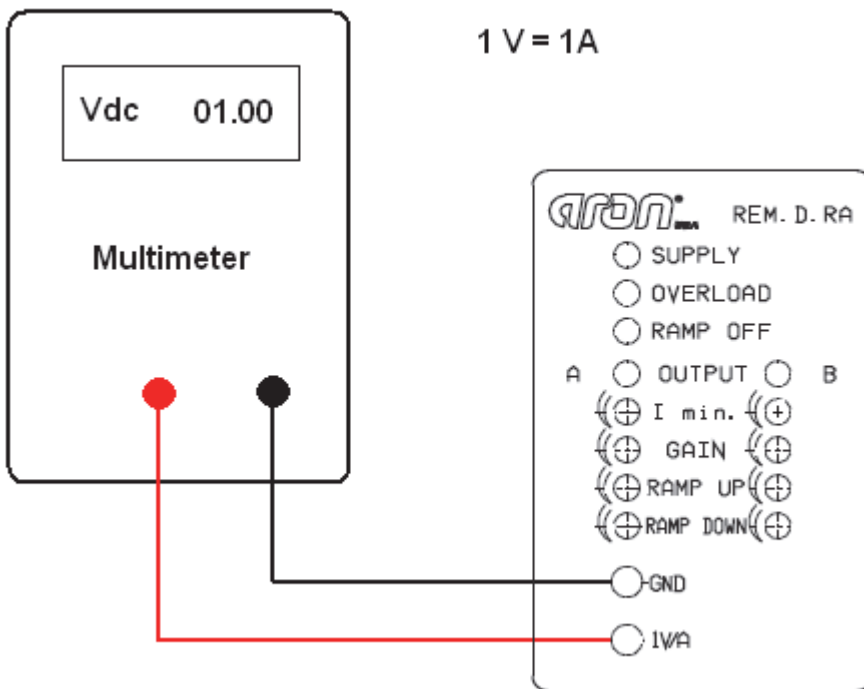 1 V = 1A
Vdc 01.00
Multimeter
aron REM. D. RA
SUPPLY
OVERLOAD
RAMP OFF
A OUTPUT B
I min.
GAIN
RAMP UP
RAMP DOWN
GND
1V/A